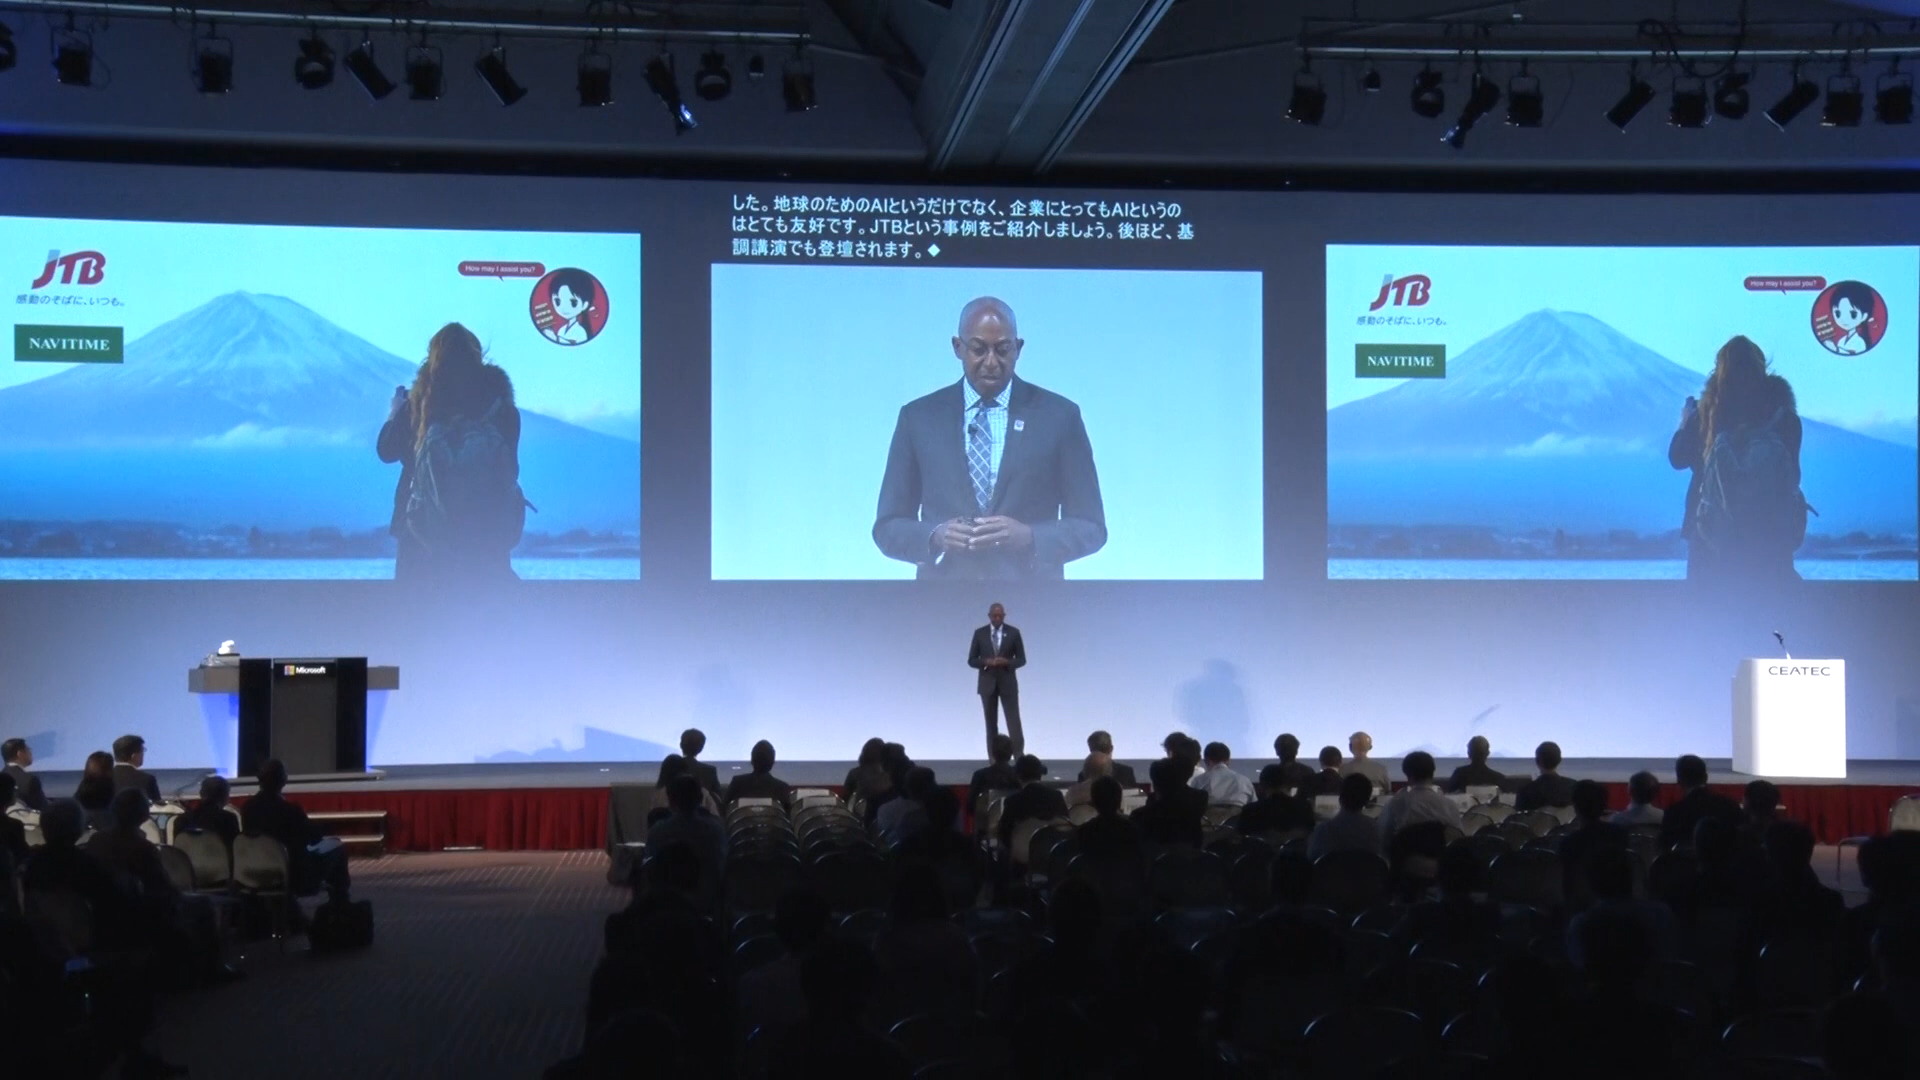 した。地球のためのAIというだけでなく、企業にとってもAIというの
はとても友好です。JTBという事例をご紹介しましょう。後ほど、基
調講演でも登壇されます。◆
JTB
感動のそばに、いつも。
NAVITIME
How may I assist you?
JTB
感動のそばに、いつも。
NAVITIME
How may I assist you?
Microsoft
CEATEC